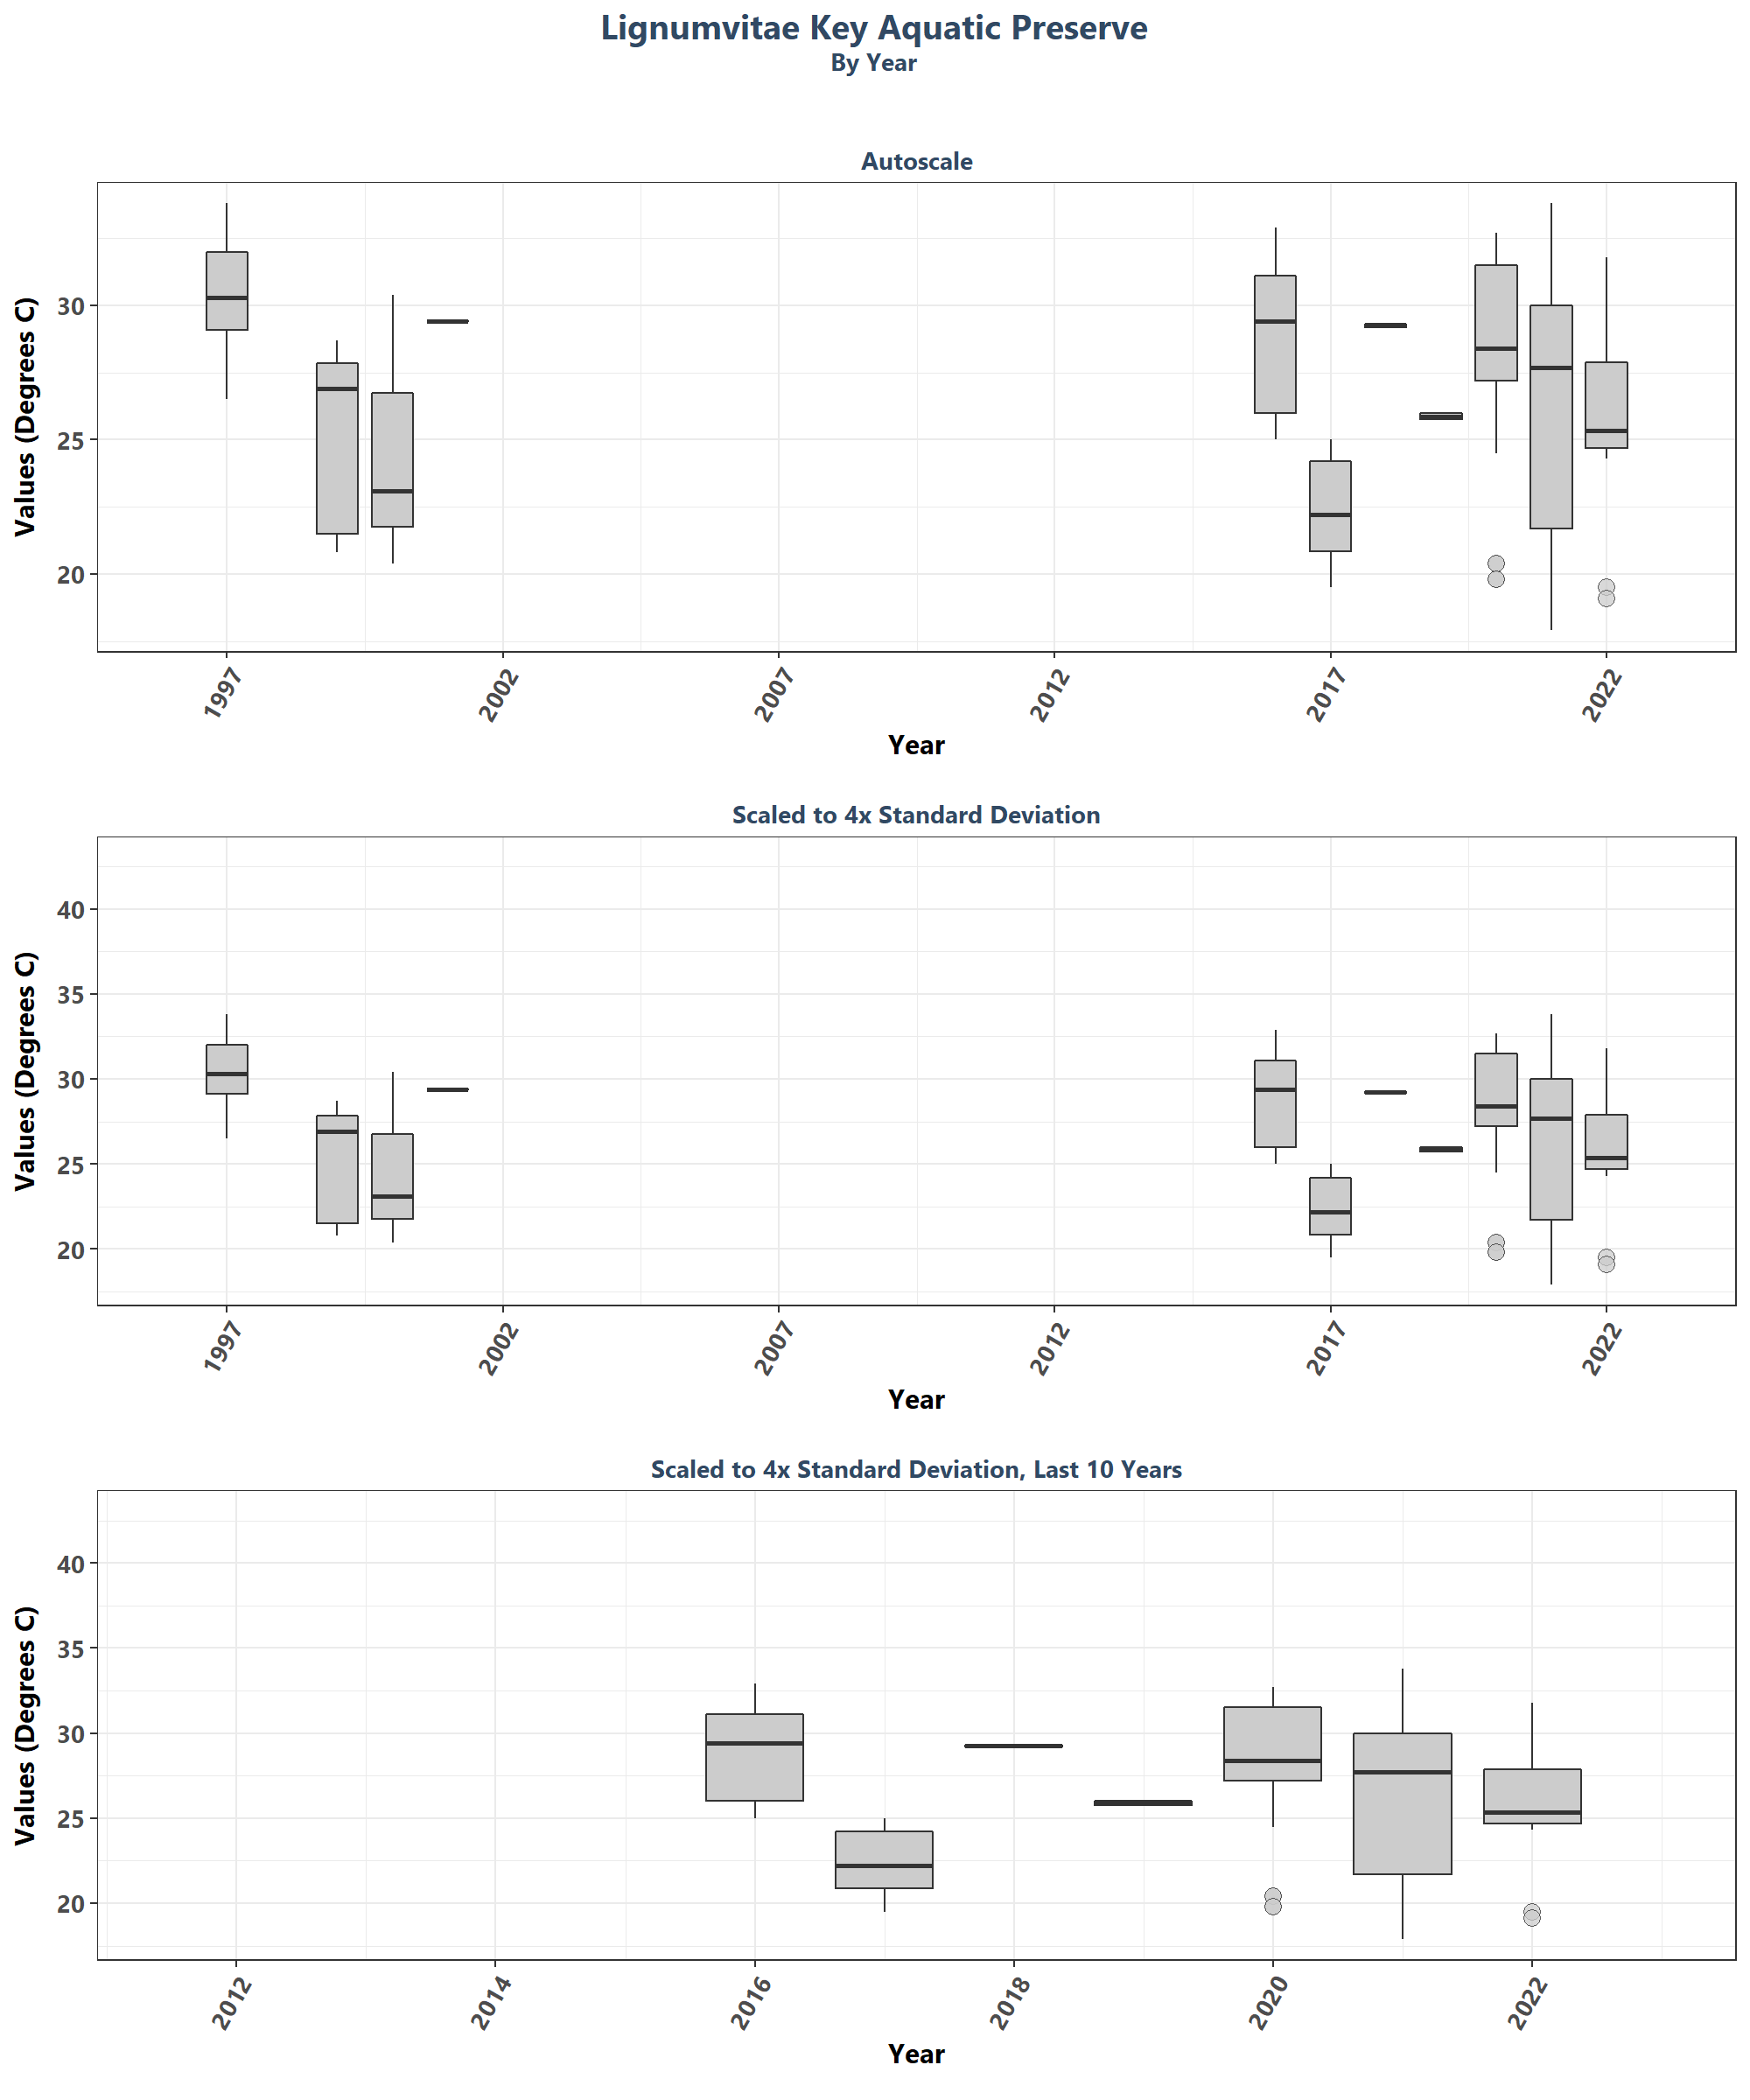 Lignumvitae Key Aquatic Preserve
By Year
Autoscale
Values (Degrees C)
30
25
20
1997 2002 2007 2012 2017 2022
Year
Scaled to 4x Standard Deviation
Values (Degrees C)
40
35
30
25
20
1997 2002 2007 2012 2017 2022
Year
Scaled to 4x Standard Deviation, Last 10 Years
Values (Degrees C)
40
35
30
25
20
2012 2014 2016 2018 2020 2022
Year